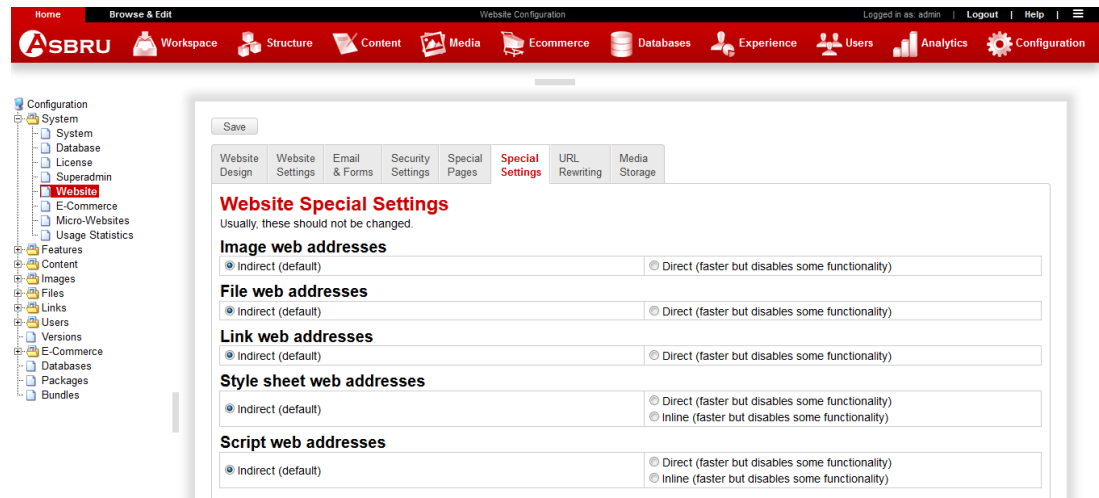 Home Browse & Edit Website Configuration Logged in as: admin | Logout | Help |
ASBRU Workspace Structure Content Media Ecommerce Databases Experience Users Analytics Configuration
Configuration
System
System
Database
License
Superadmin
Website
E-Commerce
Micro-Websites
Usage Statistics
Features
Content
Images
Files
Links
Users
Versions
E-Commerce
Databases
Packages
Bundles
Save
Website Design Website Settings Email & Forms Security Settings Special Pages Special Settings URL Rewriting Media Storage
Website Special Settings
Usually, these should not be changed.
Image web addresses
Indirect (default) Direct (faster but disables some functionality)
File web addresses
Indirect (default) Direct (faster but disables some functionality)
Link web addresses
Indirect (default) Direct (faster but disables some functionality)
Style sheet web addresses
Indirect (default) Direct (faster but disables some functionality)
Inline (faster but disables some functionality)
Script web addresses
Indirect (default) Direct (faster but disables some functionality)
Inline (faster but disables some functionality)